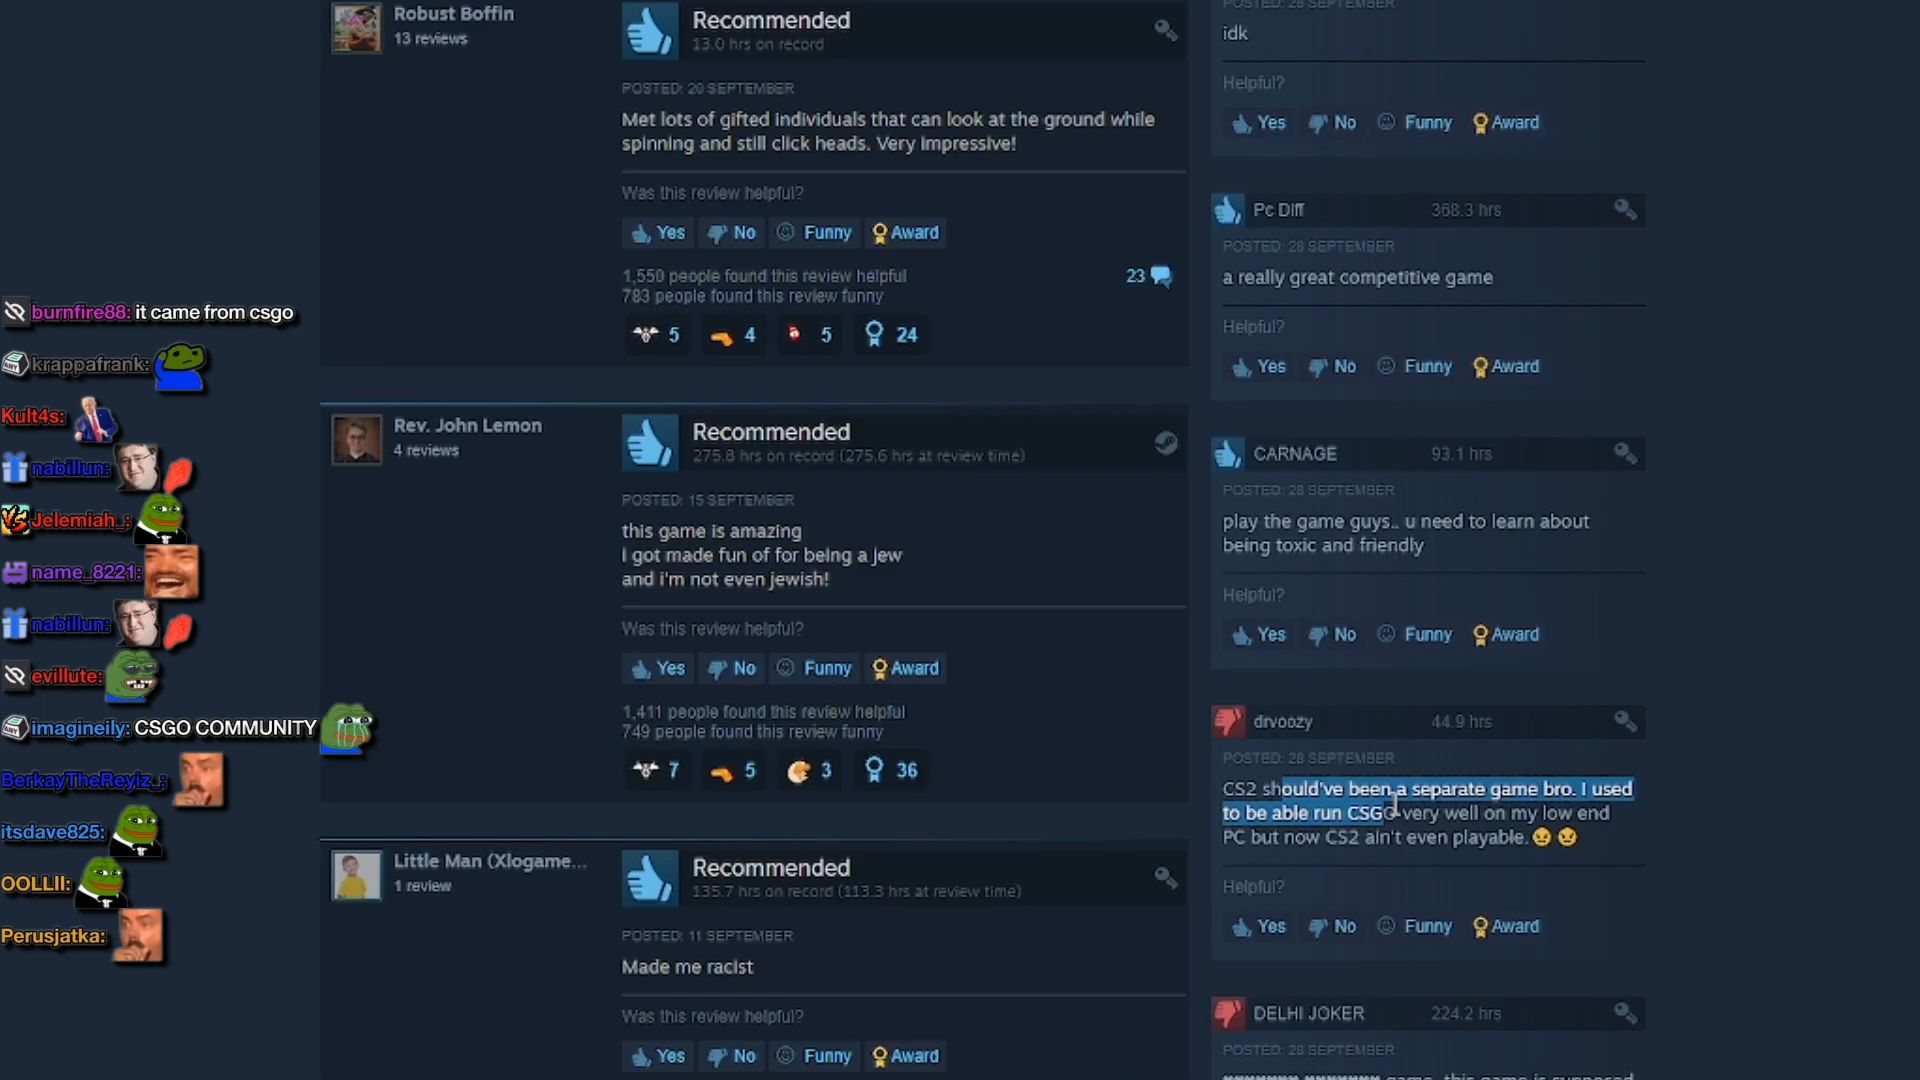 burnfire88: it came from csgo
krappafrank:
Kult4s:
nabillun:
Jelemiah_:
name_8221:
nabillun:
evillute:
imagineily: CSGO COMMUNITY
BerkayTheReyiz_:
itsdave825:
OOLLII:
Perusjatka:
Robust Boffin
13 reviews
Recommended
13.0 hrs on record
POSTED: 20 SEPTEMBER
Met lots of gifted individuals that can look at the ground while
spinning and still click heads. Very impressive!
Was this review helpful?
Yes No Funny Award
1,550 people found this review helpful
783 people found this review funny
23
5 4 5 24
Rev. John Lemon
4 reviews
Recommended
275.8 hrs on record (275.6 hrs at review time)
POSTED: 15 SEPTEMBER
this game is amazing
I got made fun of for being a jew
and i'm not even jewish!
Was this review helpful?
Yes No Funny Award
1,411 people found this review helpful
749 people found this review funny
7 5 3 36
Little Man (Xlogame...
1 review
Recommended
135.7 hrs on record (113.3 hrs at review time)
POSTED: 11 SEPTEMBER
Made me racist
Was this review helpful?
Yes No Funny Award
POSTED: 28 SEPTEMBER
idk
Helpful?
Yes No Funny Award
Pc Diff 368.3 hrs
POSTED: 28 SEPTEMBER
a really great competitive game
Helpful?
Yes No Funny Award
CARNAGE 93.1 hrs
POSTED: 28 SEPTEMBER
play the game guys.. u need to learn about
being toxic and friendly
Helpful?
Yes No Funny Award
drvoozy 44.9 hrs
POSTED: 28 SEPTEMBER
CS2 should've been a separate game bro. I used
to be able run CSGO very well on my low end
PC but now CS2 ain't even playable.
Helpful?
Yes No Funny Award
DELHI JOKER 224.2 hrs
POSTED: 28 SEPTEMBER
game, this game is supposed